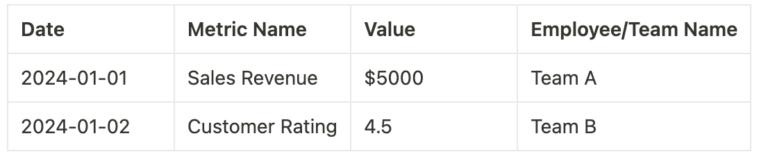 Date Metric Name Value Employee/Team Name
2024-01-01 Sales Revenue $5000 Team A
2024-01-02 Customer Rating 4.5 Team B